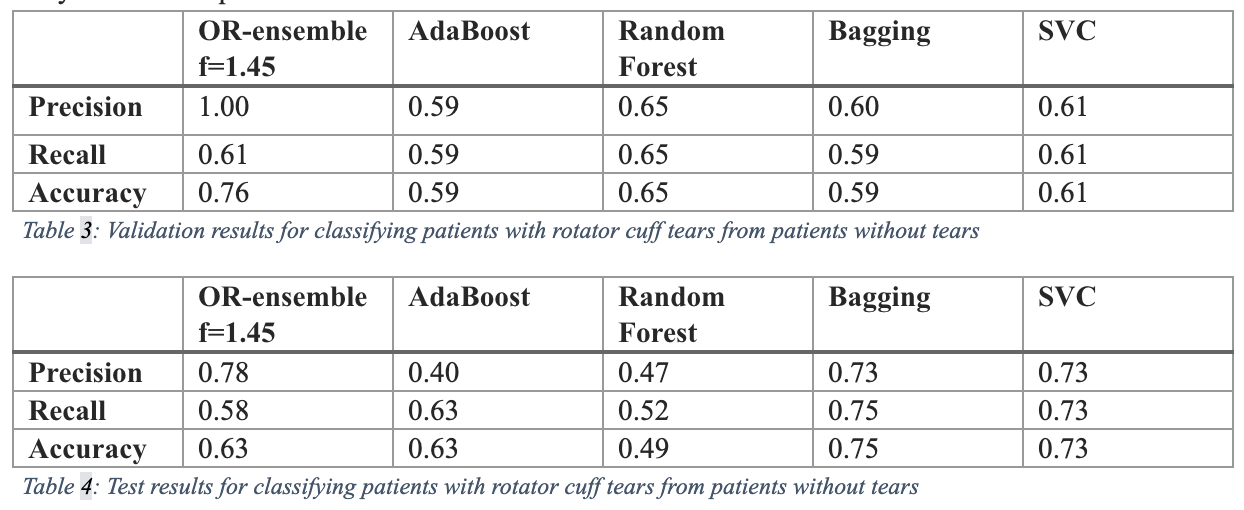 OR-ensemble AdaBoost Random Bagging SVC
f=1.45 Forest
Precision 1.00 0.59 0.65 0.60 0.61
Recall 0.61 0.59 0.65 0.59 0.61
Accuracy 0.76 0.59 0.65 0.59 0.61
Table 3: Validation results for classifying patients with rotator cuff tears from patients without tears
OR-ensemble AdaBoost Random Bagging SVC
f=1.45 Forest
Precision 0.78 0.40 0.47 0.73 0.73
Recall 0.58 0.63 0.52 0.75 0.73
Accuracy 0.63 0.63 0.49 0.75 0.73
Table 4: Test results for classifying patients with rotator cuff tears from patients without tears